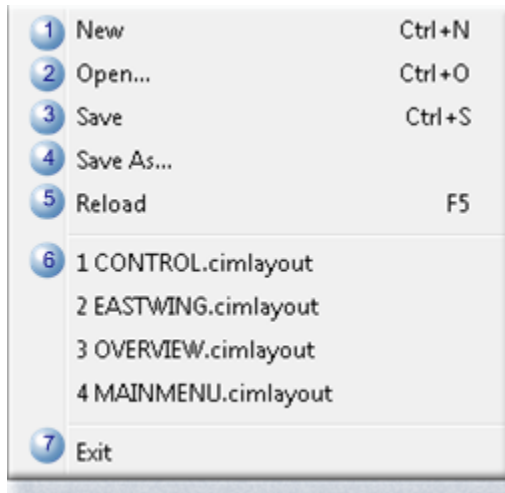 1 New Ctrl+N
2 Open... Ctrl+O
3 Save Ctrl+S
4 Save As...
5 Reload F5
6 1 CONTROL.cimlayout
2 EASTWING.cimlayout
3 OVERVIEW.cimlayout
4 MAINMENU.cimlayout
7 Exit